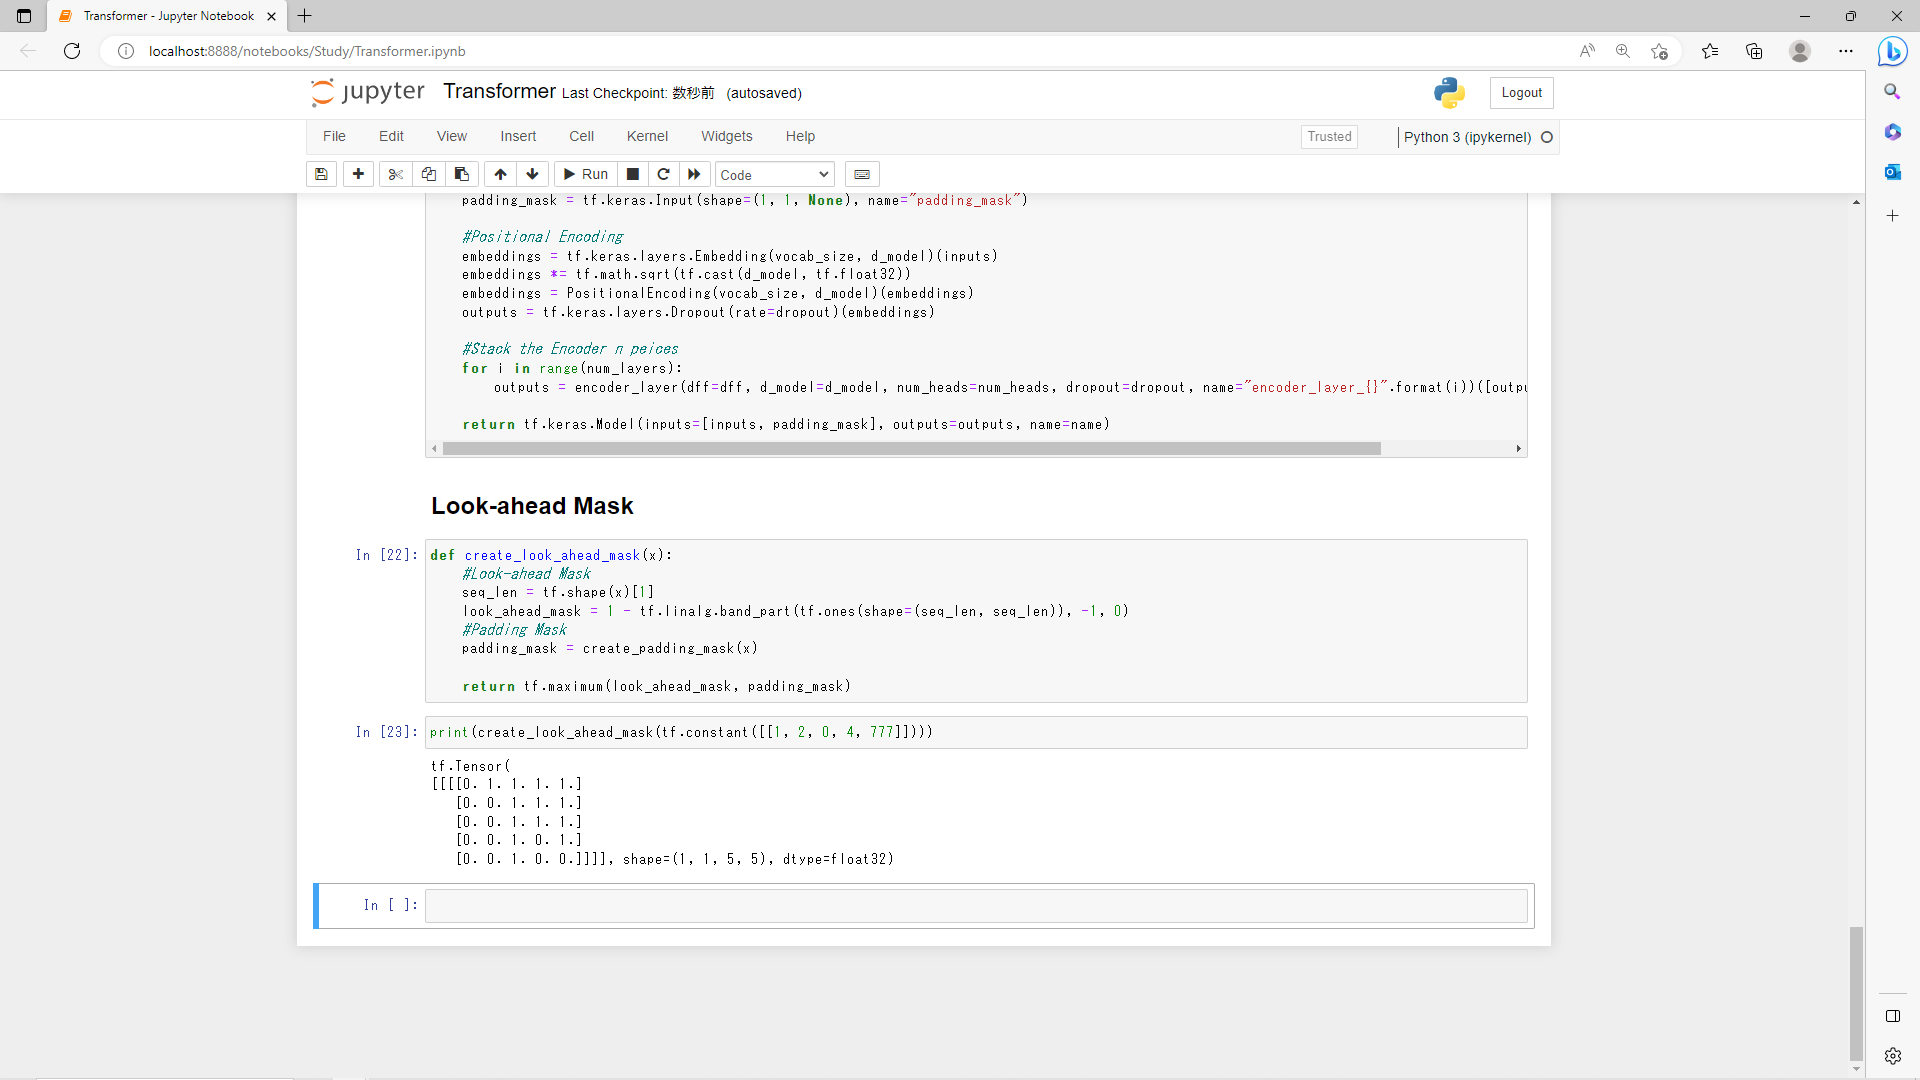 Transformer - Jupyter Notebook
localhost:8888/notebooks/Study/Transformer.ipynb
jupyter Transformer Last Checkpoint: 数秒前 (autosaved)
Logout
File Edit View Insert Cell Kernel Widgets Help
Trusted
Python 3 (ipykernel)
Run
Code
padding_mask = tf.keras.Input(shape=(1, 1, None), name="padding_mask")
#Positional Encoding
embeddings = tf.keras.layers.Embedding(vocab_size, d_model)(inputs)
embeddings *= tf.math.sqrt(tf.cast(d_model, tf.float32))
embeddings = PositionalEncoding(vocab_size, d_model)(embeddings)
outputs = tf.keras.layers.Dropout(rate=dropout)(embeddings)
#Stack the Encoder n peices
for i in range(num_layers):
outputs = encoder_layer(dff=dff, d_model=d_model, num_heads=num_heads, dropout=dropout, name="encoder_layer_{}".format(i))([outpu
return tf.keras.Model(inputs=[inputs, padding_mask], outputs=outputs, name=name)
Look-ahead Mask
In [22]: def create_look_ahead_mask(x):
#Look-ahead Mask
seq_len = tf.shape(x)[1]
look_ahead_mask = 1 - tf.linalg.band_part(tf.ones(shape=(seq_len, seq_len)), -1, 0)
#Padding Mask
padding_mask = create_padding_mask(x)
return tf.maximum(look_ahead_mask, padding_mask)
In [23]: print(create_look_ahead_mask(tf.constant([[1, 2, 0, 4, 777]])))
tf.Tensor(
[[[[0. 1. 1. 1. 1.]
[0. 0. 1. 1. 1.]
[0. 0. 1. 1. 1.]
[0. 0. 1. 0. 1.]
[0. 0. 1. 0. 0.]]]], shape=(1, 1, 5, 5), dtype=float32)
In [ ]: